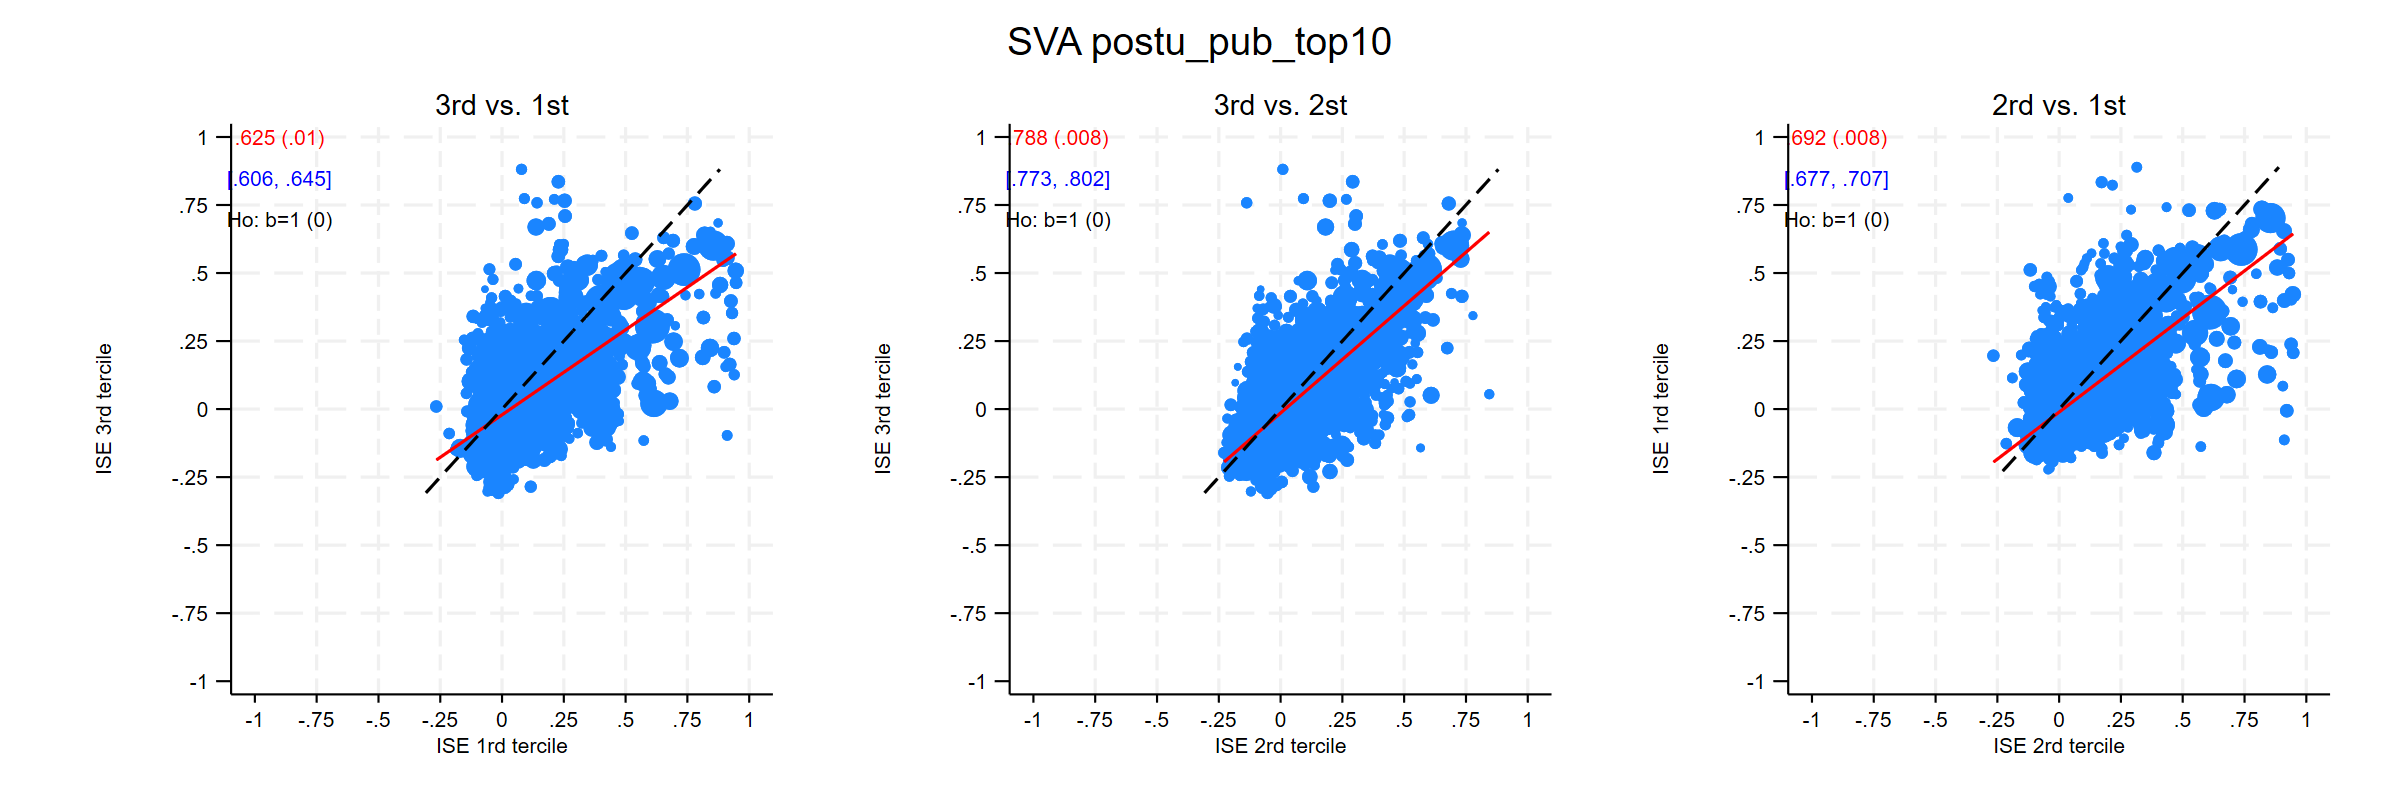 SVA postu_pub_top10
3rd vs. 1st
.625 (.01)
[.606, .645]
Ho: b=1 (0)
1
.75
.5
.25
0
-.25
-.5
-.75
-1
ISE 3rd tercile
-1 -.75 -.5 -.25 0 .25 .5 .75 1
ISE 1rd tercile
3rd vs. 2st
.788 (.008)
[.773, .802]
Ho: b=1 (0)
1
.75
.5
.25
0
-.25
-.5
-.75
-1
ISE 3rd tercile
-1 -.75 -.5 -.25 0 .25 .5 .75 1
ISE 2rd tercile
2rd vs. 1st
.692 (.008)
[.677, .707]
Ho: b=1 (0)
1
.75
.5
.25
0
-.25
-.5
-.75
-1
ISE 1rd tercile
-1 -.75 -.5 -.25 0 .25 .5 .75 1
ISE 2rd tercile